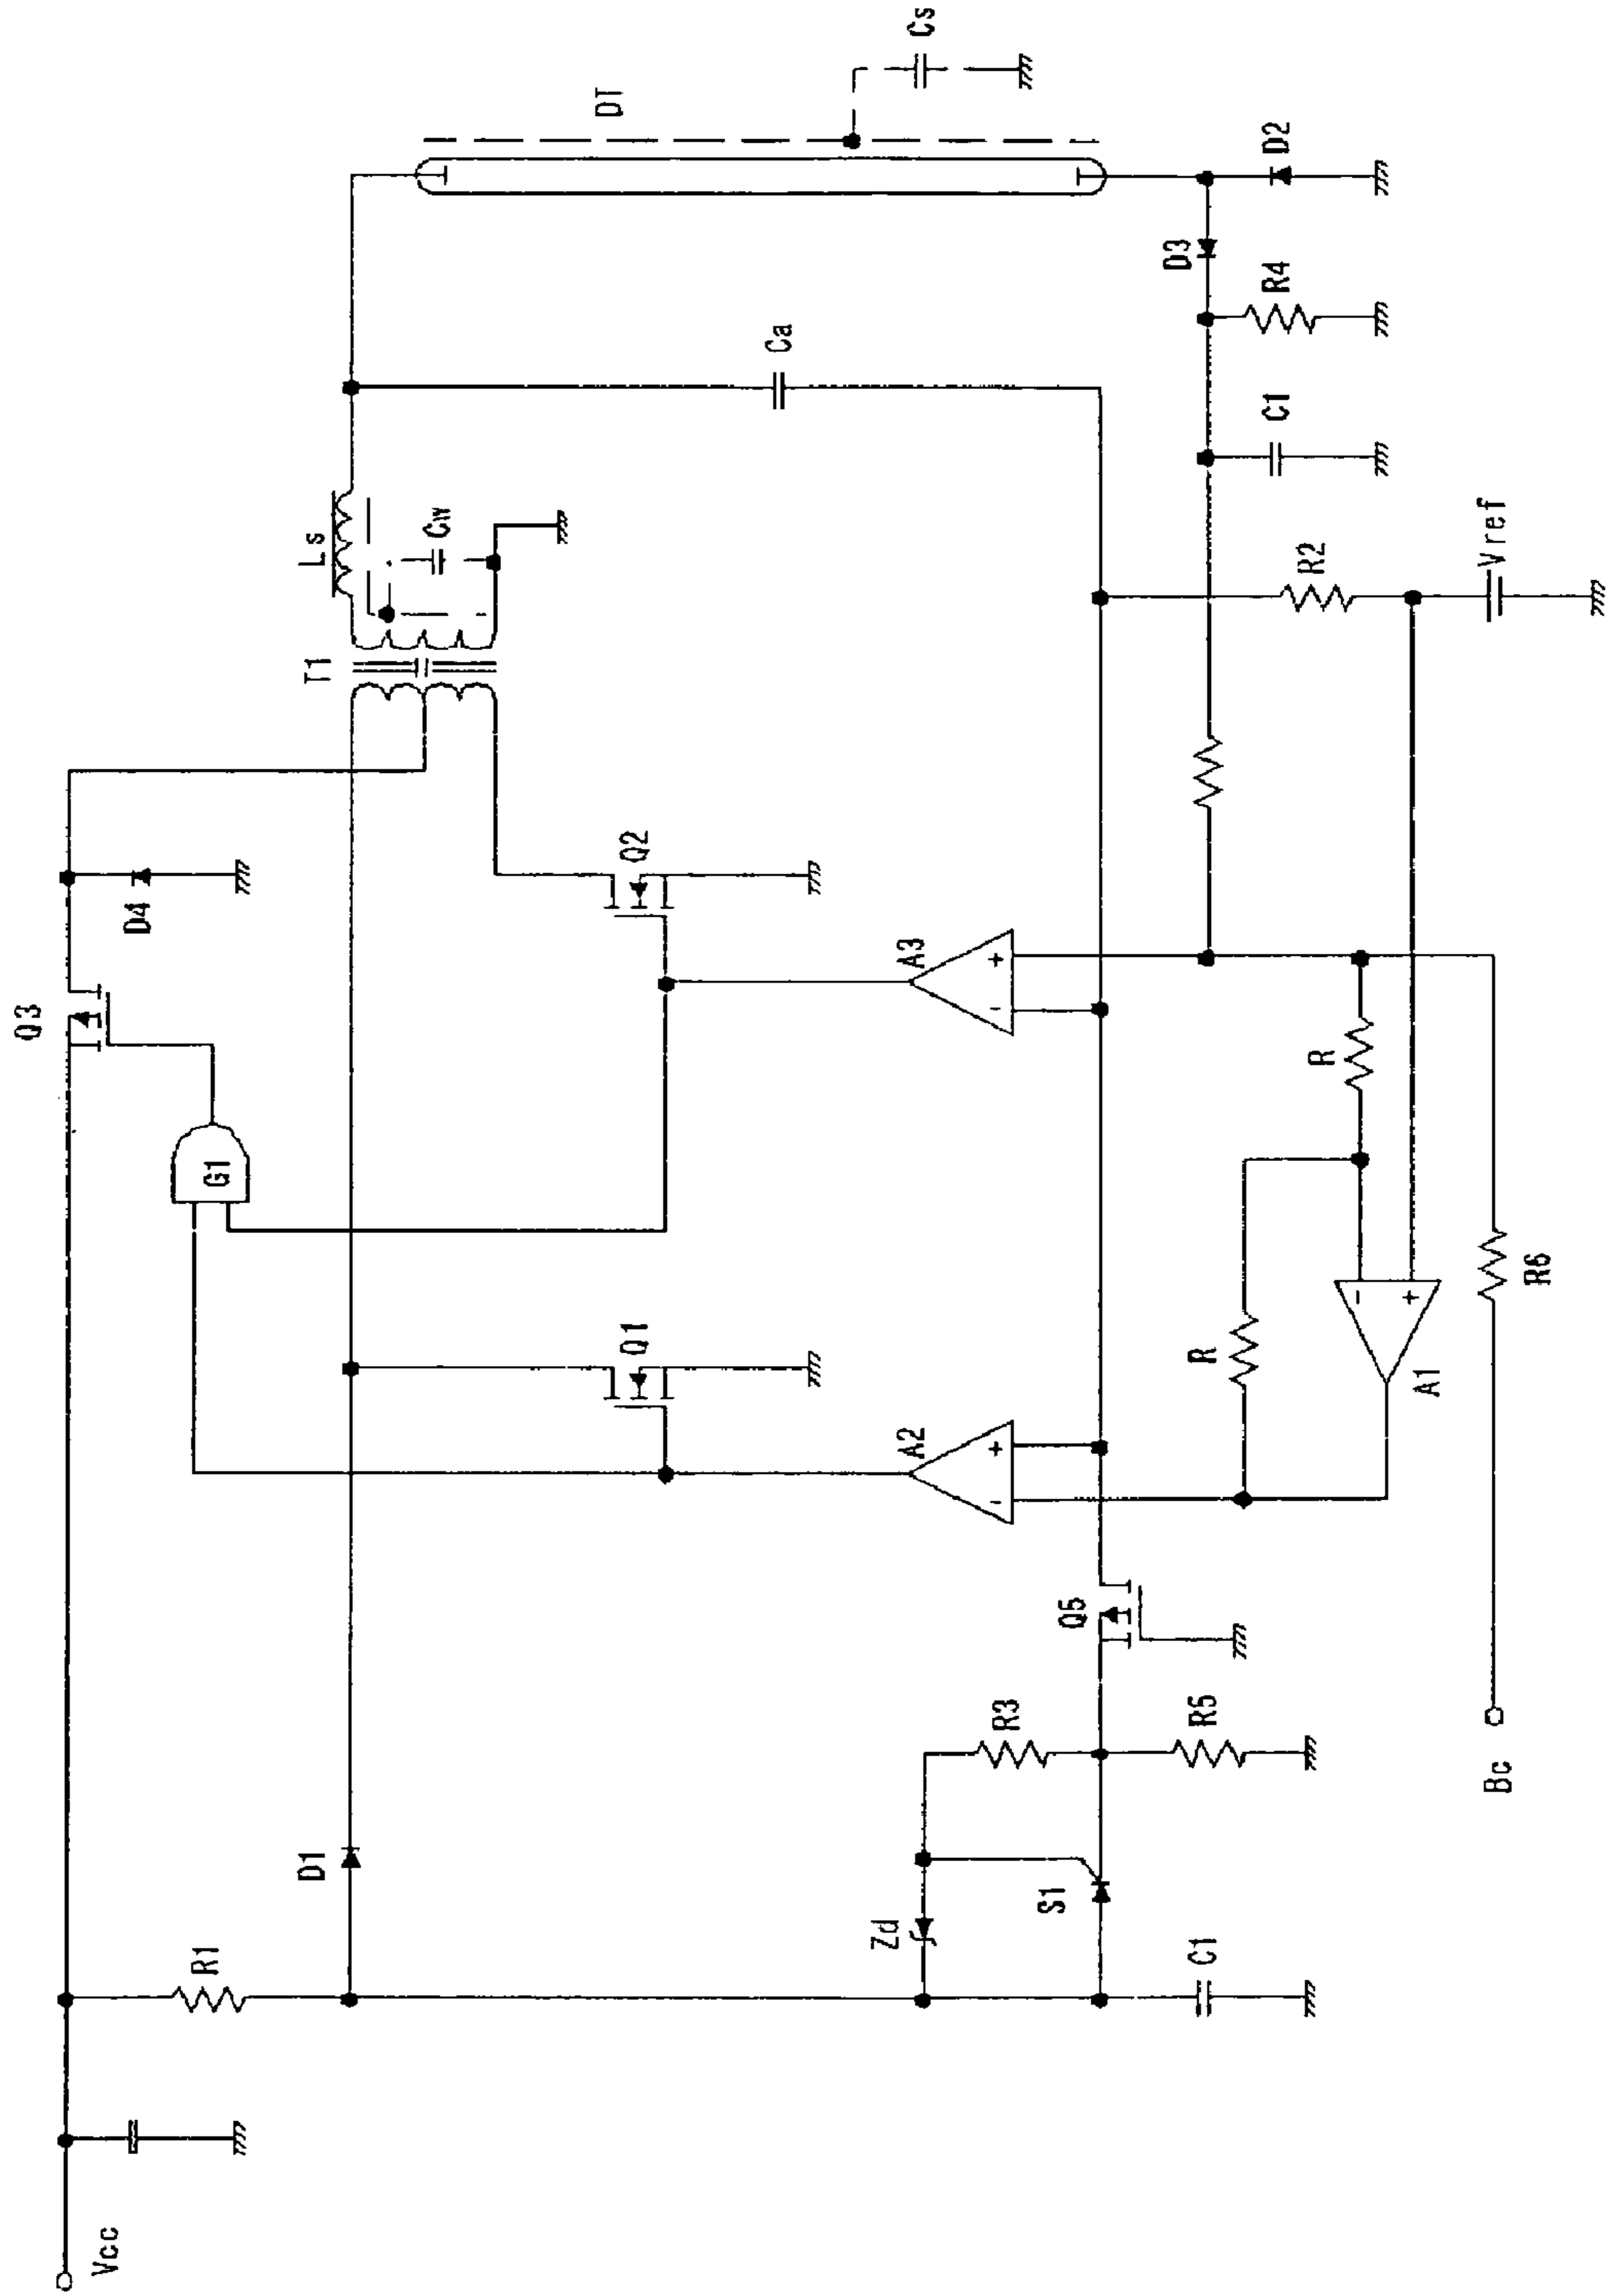 Q3
D4
G1
T1
Ls
Cw
DT
Cs
Q2
Q1
Ca
A3
A2
D3
D2
R4
C1
R2
Vref
R
R
A1
R6
Bc
Q5
R3
R5
S1
Zd
D1
R1
C1
Vcc
+
-
+
-
-
+